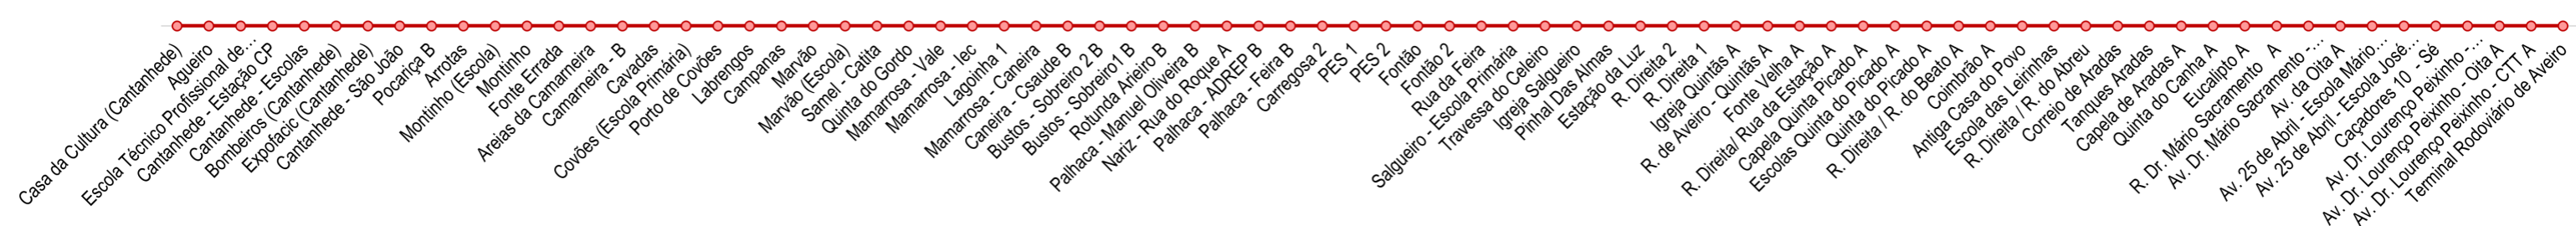 Casa da Cultura (Cantanhede)
Agueiro
Escola Técnico Profissional de...
Cantanhede - Estação CP
Cantanhede - Escolas
Bombeiros (Cantanhede)
Expofacic (Cantanhede)
Cantanhede - São João
Pocariça B
Arrotas
Montinho (Escola)
Montinho
Fonte Errada
Areias da Camarneira
Camarneira - B
Cavadas
Covões (Escola Primária)
Porto de Covões
Labrengos
Campanas
Marvão
Marvão (Escola)
Samel - Catita
Quinta do Gordo
Mamarrosa - Vale
Mamarrosa - Iec
Lagoinha 1
Mamarrosa - Caneira
Caneira - Csaude B
Bustos - Sobreiro 2 B
Bustos - Sobreiro1 B
Rotunda Arieiro B
Palhaca - Manuel Oliveira B
Nariz - Rua do Roque A
Palhaca - ADREP B
Palhaca - Feira B
Carregosa 2
PES 1
PES 2
Fontão
Fontão 2
Rua da Feira
Salgueiro - Escola Primária
Travessa do Celeiro
Igreja Salgueiro
Pinhal Das Almas
Estação da Luz
R. Direita 2
R. Direita 1
Igreja Quintãs A
R. de Aveiro - Quintãs A
Fonte Velha A
R. Direita/ Rua da Estação A
Capela Quinta Picado A
Escolas Quinta do Picado A
Quinta do Picado A
R. Direita / R. do Beato A
Coimbrão A
Antiga Casa do Povo
Escola das Leirinhas
R. Direita / R. do Abreu
Correio de Aradas
Tanques Aradas
Capela de Aradas A
Quinta do Canha A
Eucalipto A
R. Dr. Mário Sacramento A
Av. Dr. Mário Sacramento -...
Av. da Oita A
Av. 25 de Abril - Escola Mário...
Av. 25 de Abril - Escola José...
Caçadores 10 - Sé
Av. Dr. Lourenço Peixinho -...
Av. Dr. Lourenço Peixinho - Oita A
Av. Dr. Lourenço Peixinho - CTT A
Terminal Rodoviário de Aveiro